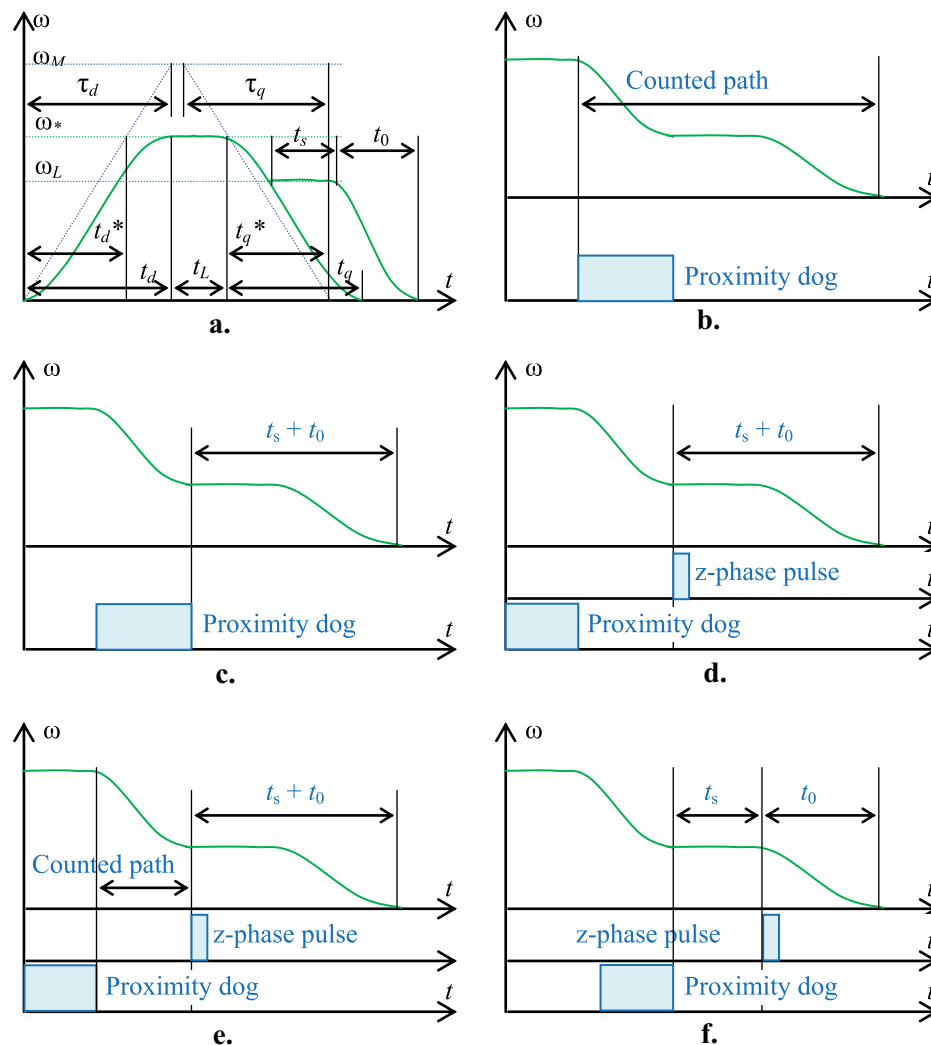 ω
ω_M
τ_d
τ_q
ω*
t_s
t_0
ω_L
t_d*
t_q*
t_d
t_L
t_q
t
a.
ω
Counted path
t
Proximity dog
t
b.
ω
t_s + t_0
t
Proximity dog
t
c.
ω
t_s + t_0
t
z-phase pulse
t
Proximity dog
t
d.
ω
t_s + t_0
Counted path
t
z-phase pulse
t
Proximity dog
t
e.
ω
t_s
t_0
t
z-phase pulse
t
Proximity dog
t
f.